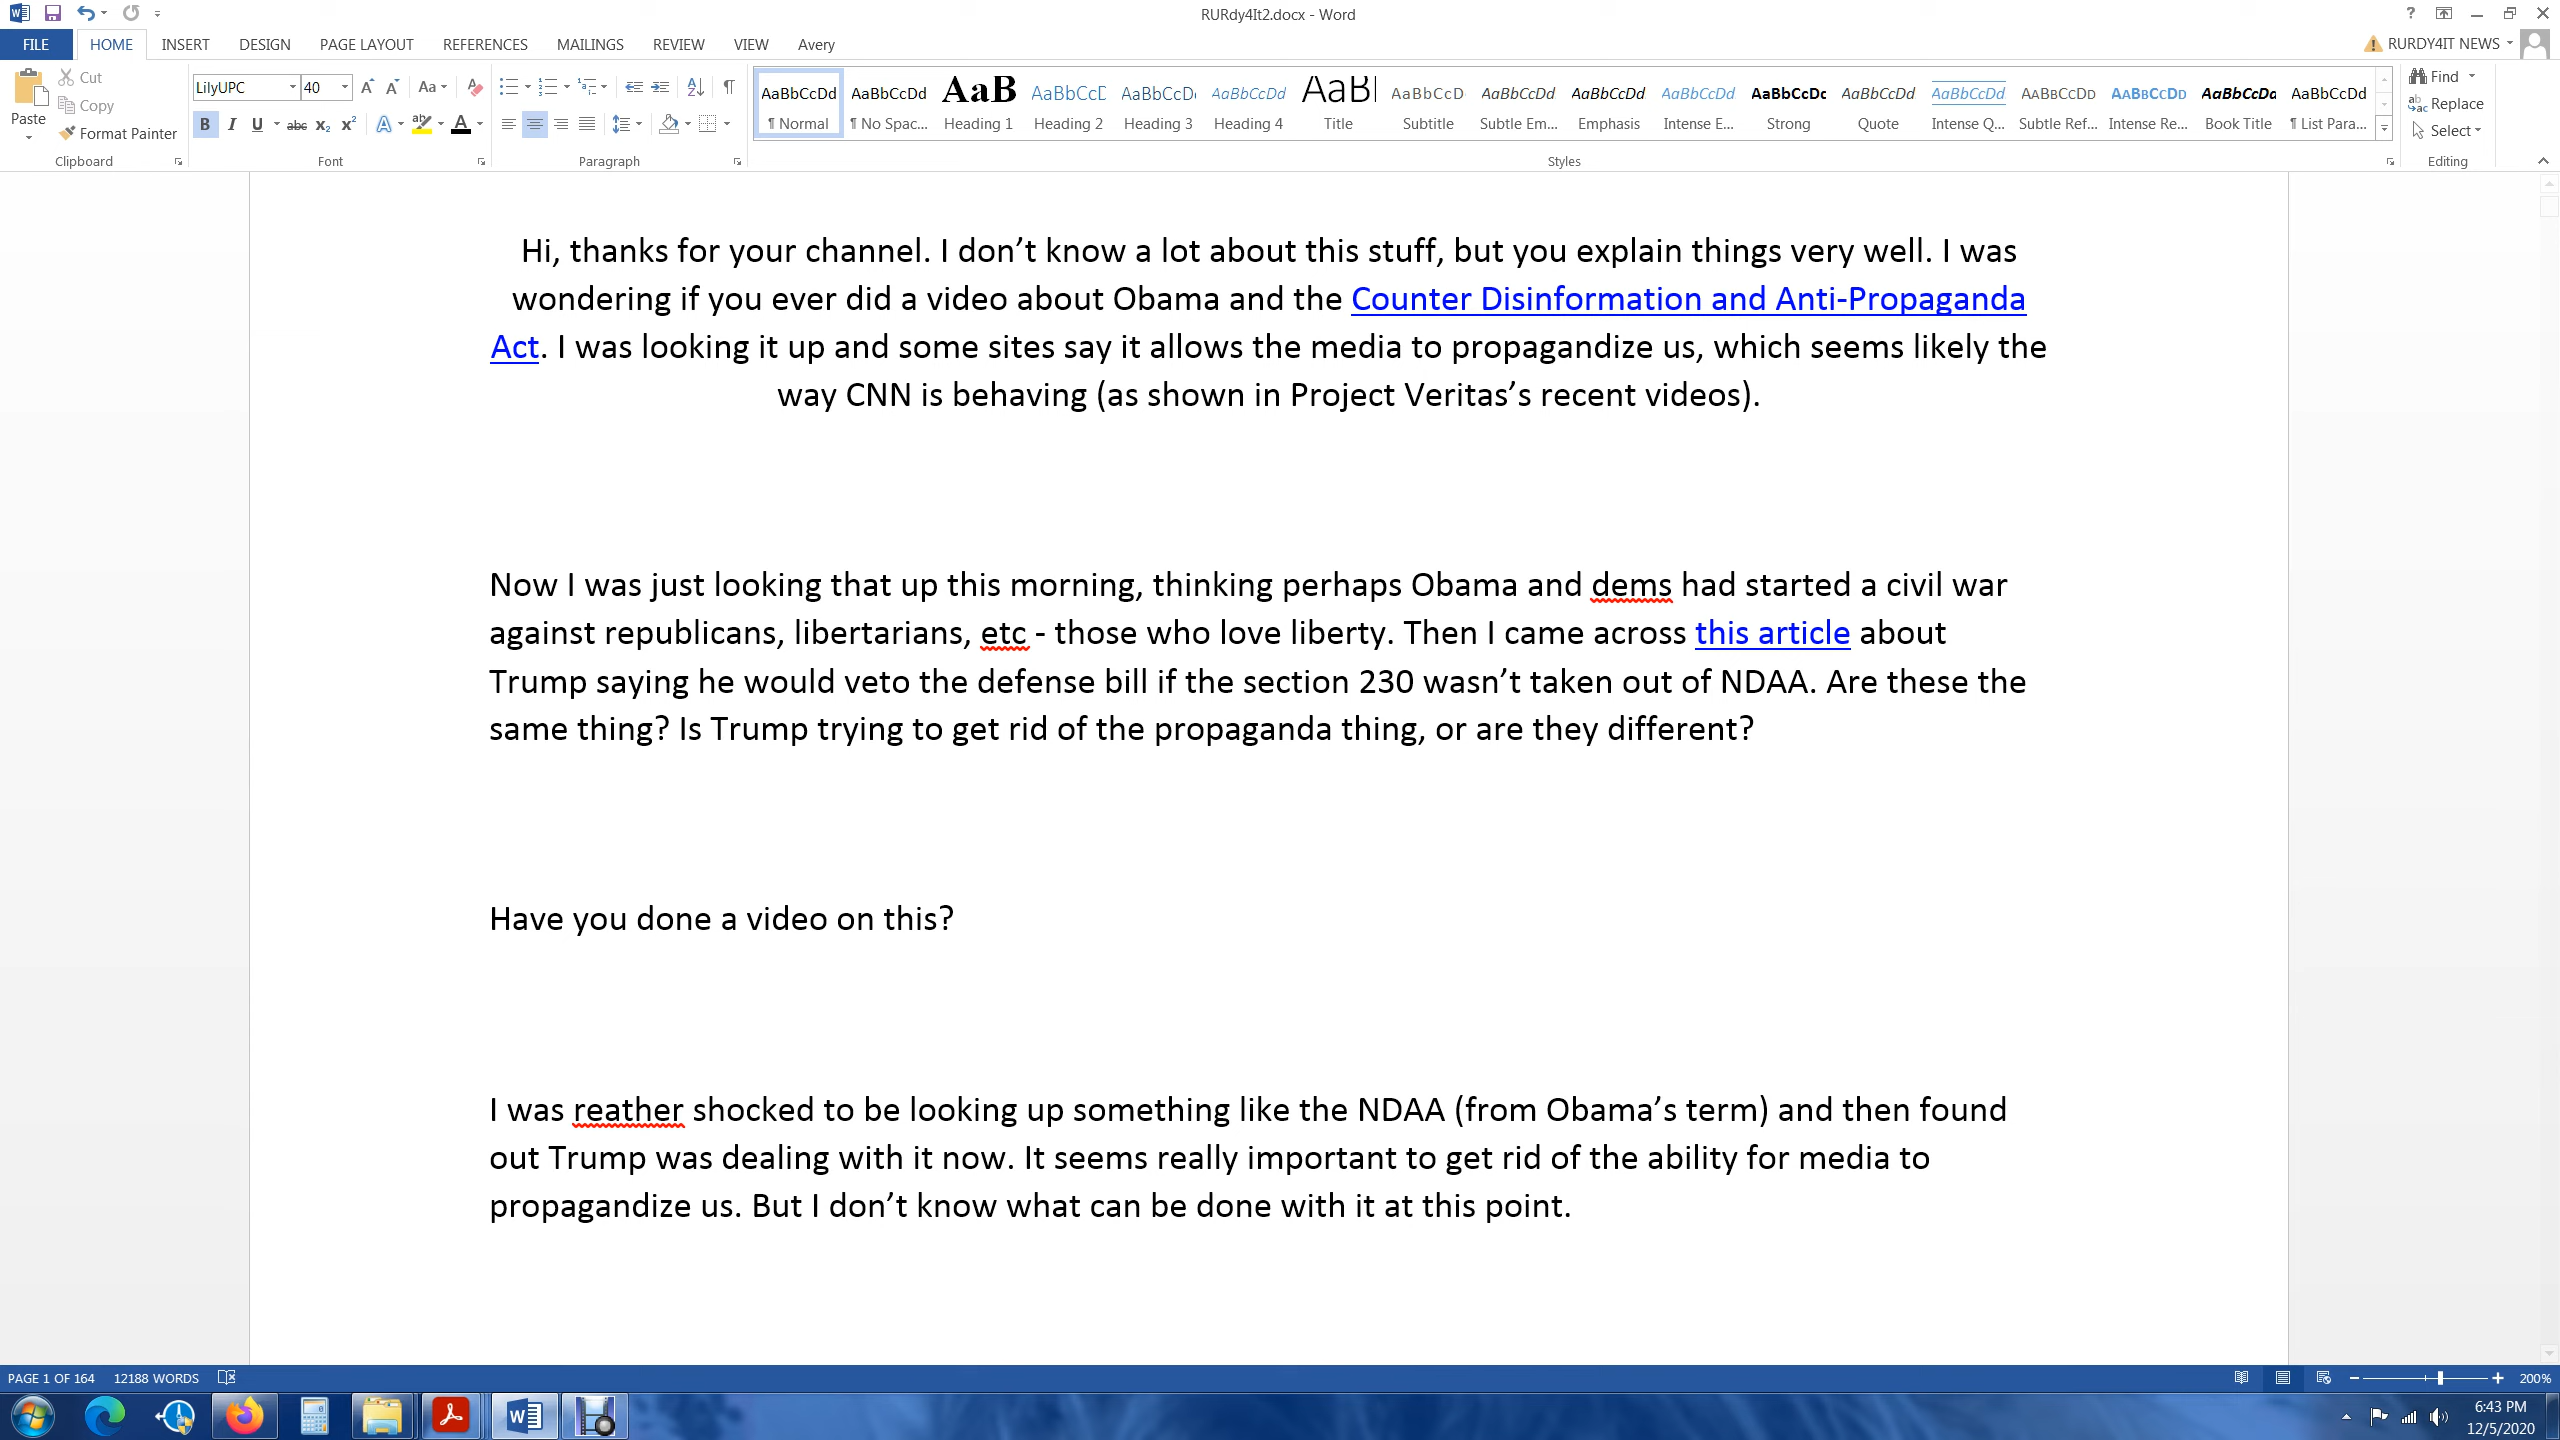 RURdy4It2.docx - Word
FILE HOME INSERT DESIGN PAGE LAYOUT REFERENCES MAILINGS REVIEW VIEW Avery
RURDY4IT NEWS
Paste
Cut
Copy
Format Painter
Clipboard
LilyUPC 40
Font
Paragraph
AaBbCcDd AaBbCcDd AaB AaBbCcD AaBbCcDd AaBbCcDd AaBl AaBbCcD AaBbCcDd AaBbCcDd AaBbCcDd AaBbCcDc AaBbCcDd AaBbCcDd AaBbCcDd AaBbCcDd AaBbCcDd AaBbCcDd
¶ Normal ¶ No Spac... Heading 1 Heading 2 Heading 3 Heading 4 Title Subtitle Subtle Em... Emphasis Intense E... Strong Quote Intense Q... Subtle Ref... Intense Re... Book Title ¶ List Para...
Styles
Find
Replace
Select
Editing
Hi, thanks for your channel. I don’t know a lot about this stuff, but you explain things very well. I was
wondering if you ever did a video about Obama and the Counter Disinformation and Anti-Propaganda
Act. I was looking it up and some sites say it allows the media to propagandize us, which seems likely the
way CNN is behaving (as shown in Project Veritas’s recent videos).
Now I was just looking that up this morning, thinking perhaps Obama and dems had started a civil war
against republicans, libertarians, etc - those who love liberty. Then I came across this article about
Trump saying he would veto the defense bill if the section 230 wasn’t taken out of NDAA. Are these the
same thing? Is Trump trying to get rid of the propaganda thing, or are they different?
Have you done a video on this?
I was reather shocked to be looking up something like the NDAA (from Obama’s term) and then found
out Trump was dealing with it now. It seems really important to get rid of the ability for media to
propagandize us. But I don’t know what can be done with it at this point.
PAGE 1 OF 164 12188 WORDS
200%
6:43 PM
12/5/2020